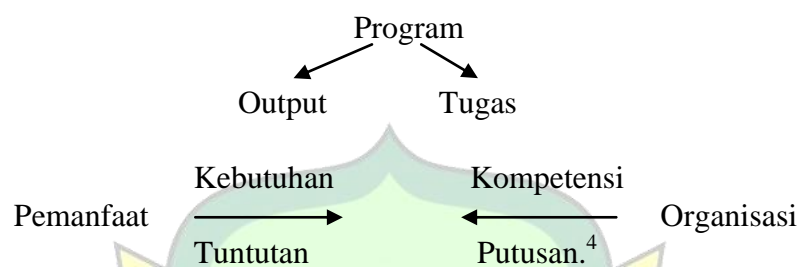 Program
Output Tugas
Kebutuhan Kompetensi
Pemanfaat Organisasi
Tuntutan Putusan.4